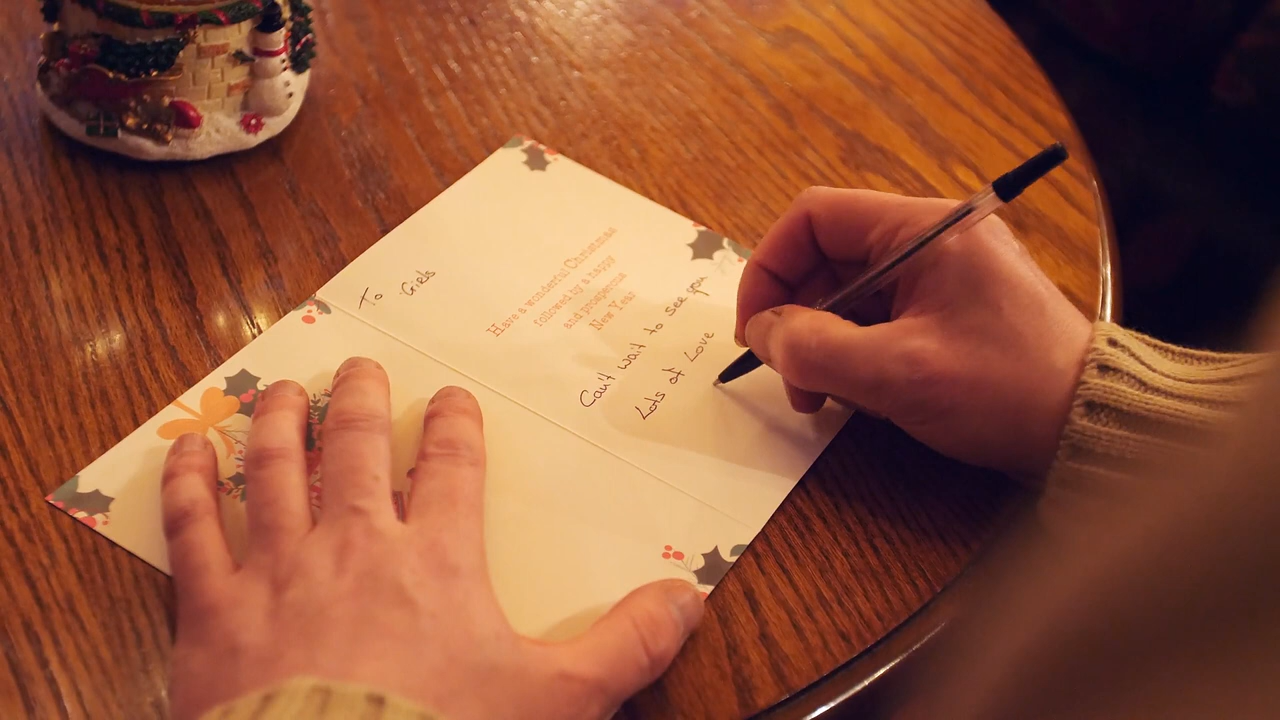 To Girls
Have a wonderful Christmas
followed by a happy
and prosperous
New Year
Can't wait to see you
Lots of Love